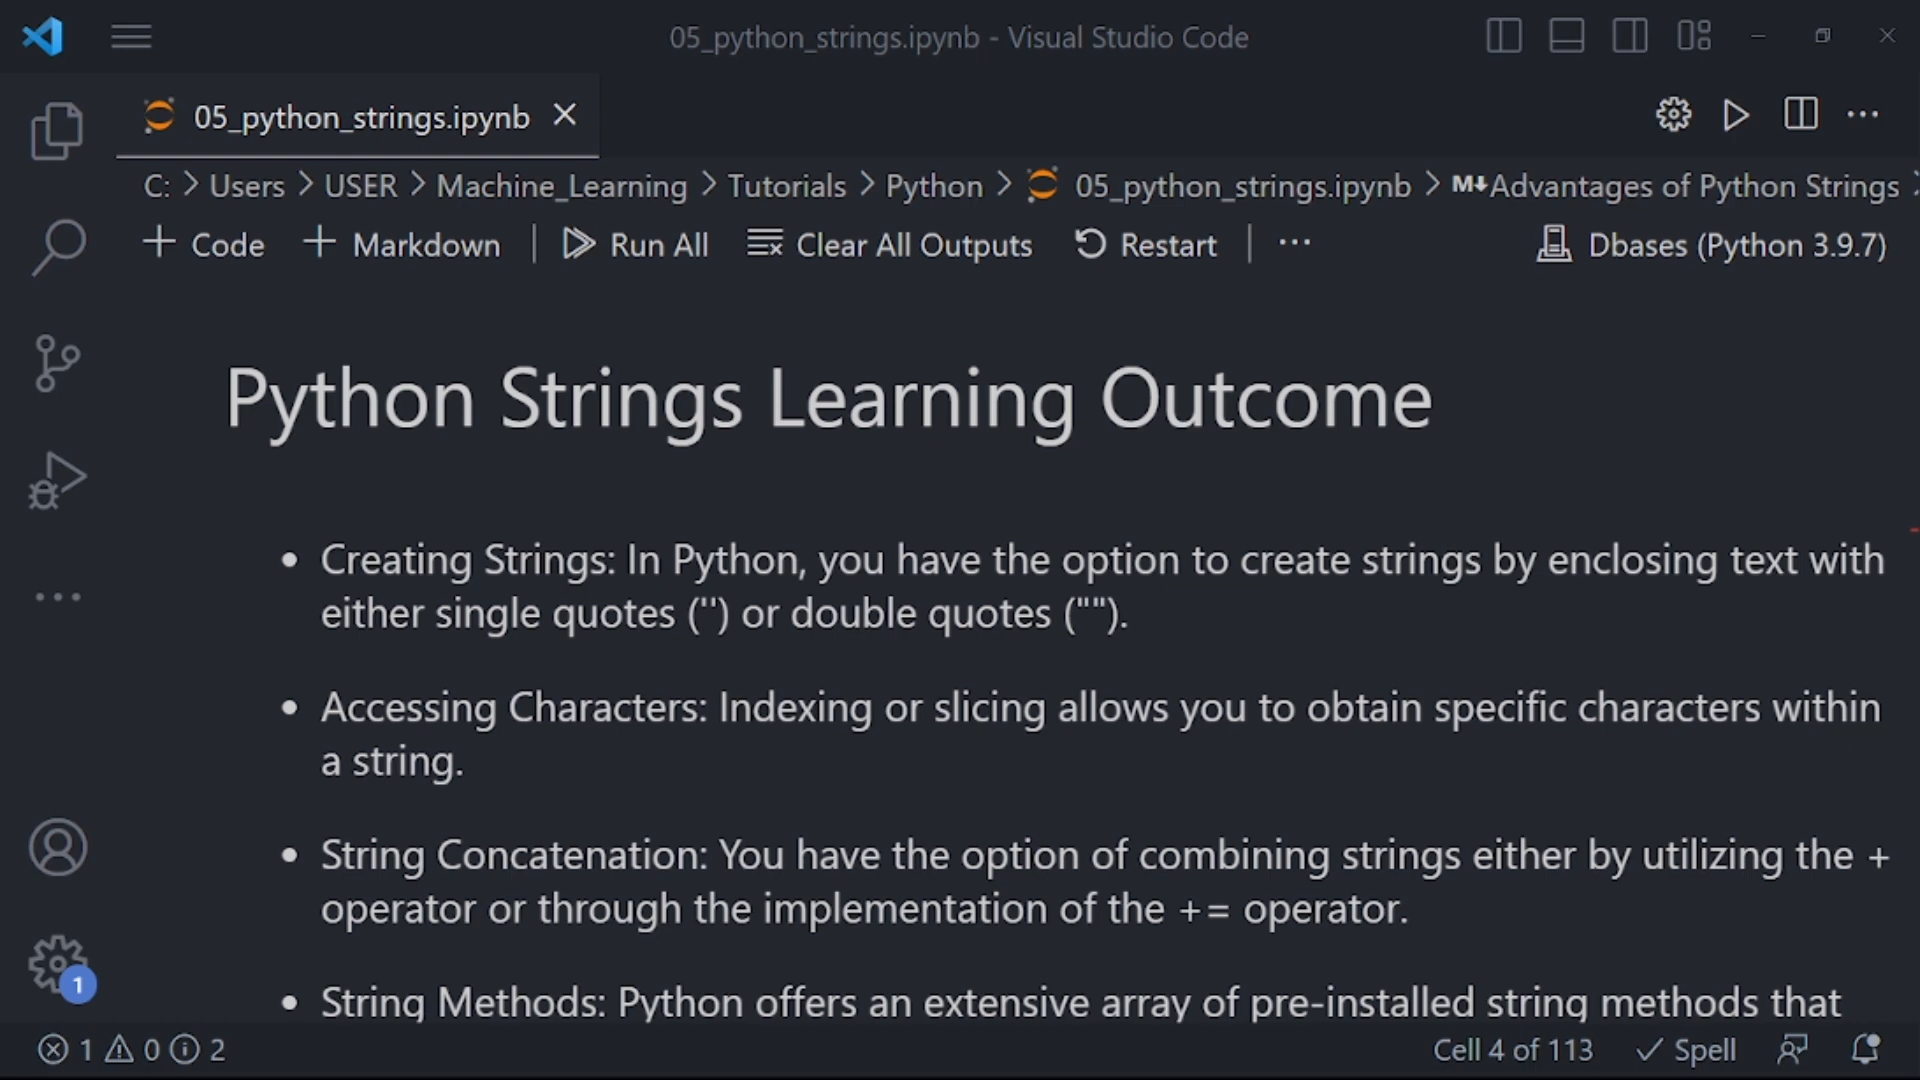 05_python_strings.ipynb - Visual Studio Code
05_python_strings.ipynb
C: > Users > USER > Machine_Learning > Tutorials > Python > 05_python_strings.ipynb > M↓Advantages of Python Strings
+ Code + Markdown | Run All Clear All Outputs Restart | ··· Dbases (Python 3.9.7)
Python Strings Learning Outcome
• Creating Strings: In Python, you have the option to create strings by enclosing text with
either single quotes ('') or double quotes ("").
• Accessing Characters: Indexing or slicing allows you to obtain specific characters within
a string.
• String Concatenation: You have the option of combining strings either by utilizing the +
operator or through the implementation of the += operator.
• String Methods: Python offers an extensive array of pre-installed string methods that
1
1 0 2 Cell 4 of 113 Spell